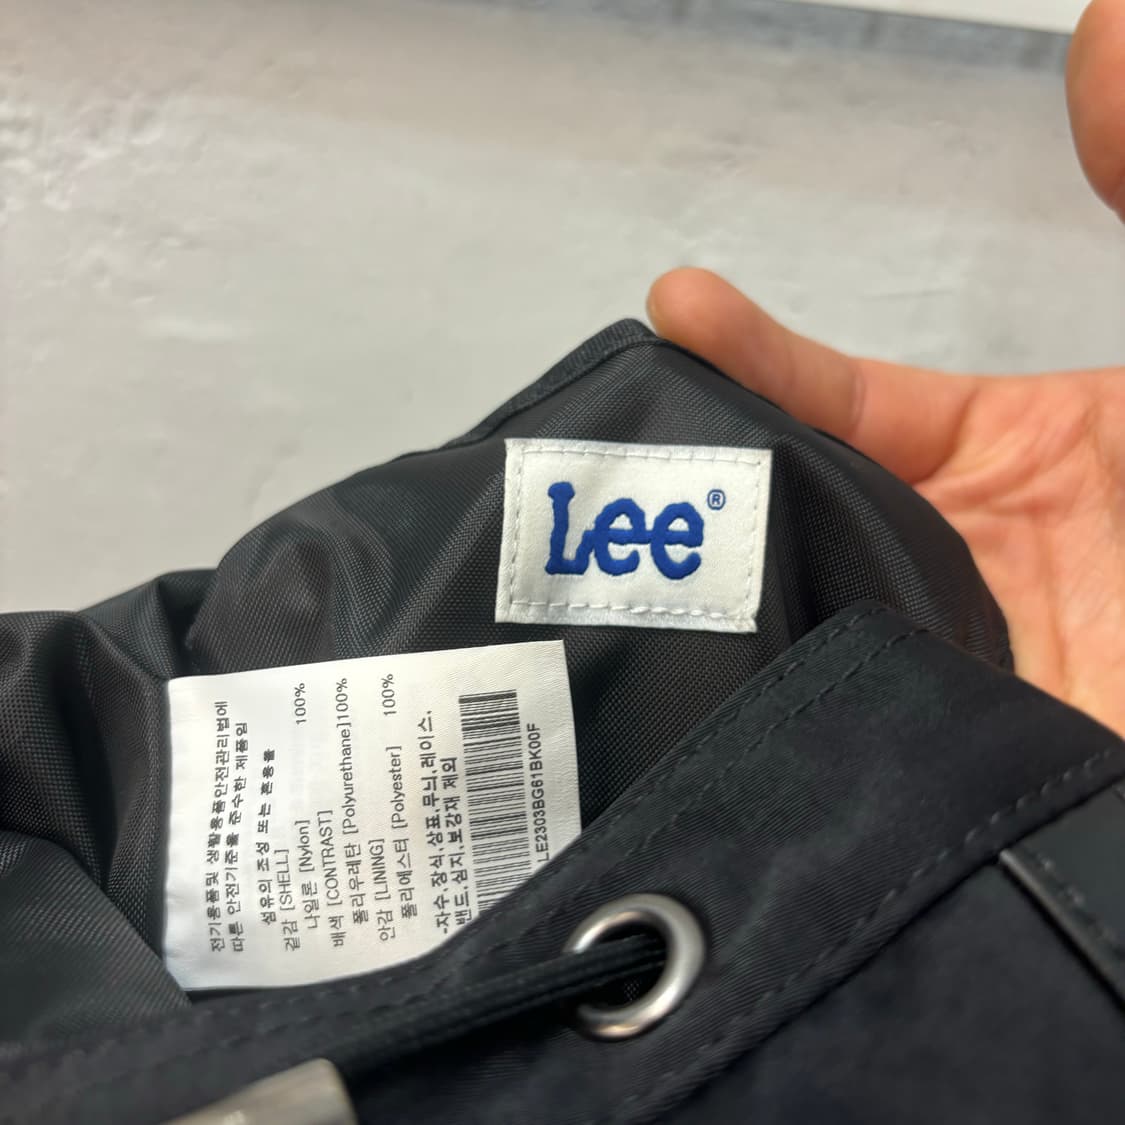 Lee®
전기용품및 생활용품안전관리법에
따른 안전기준을 준수한 제품임
섬유의 조성 또는 혼용율
겉감 [SHELL]
나일론 [Nylon] 100%
배색 [CONTRAST]
폴리우레탄 [Polyurethane]100%
안감 [LINING]
폴리에스터 [Polyester] 100%
-자수,장식,상표,무늬,레이스,
밴드,심지,보강재 제외
LE2303BG61BK00F